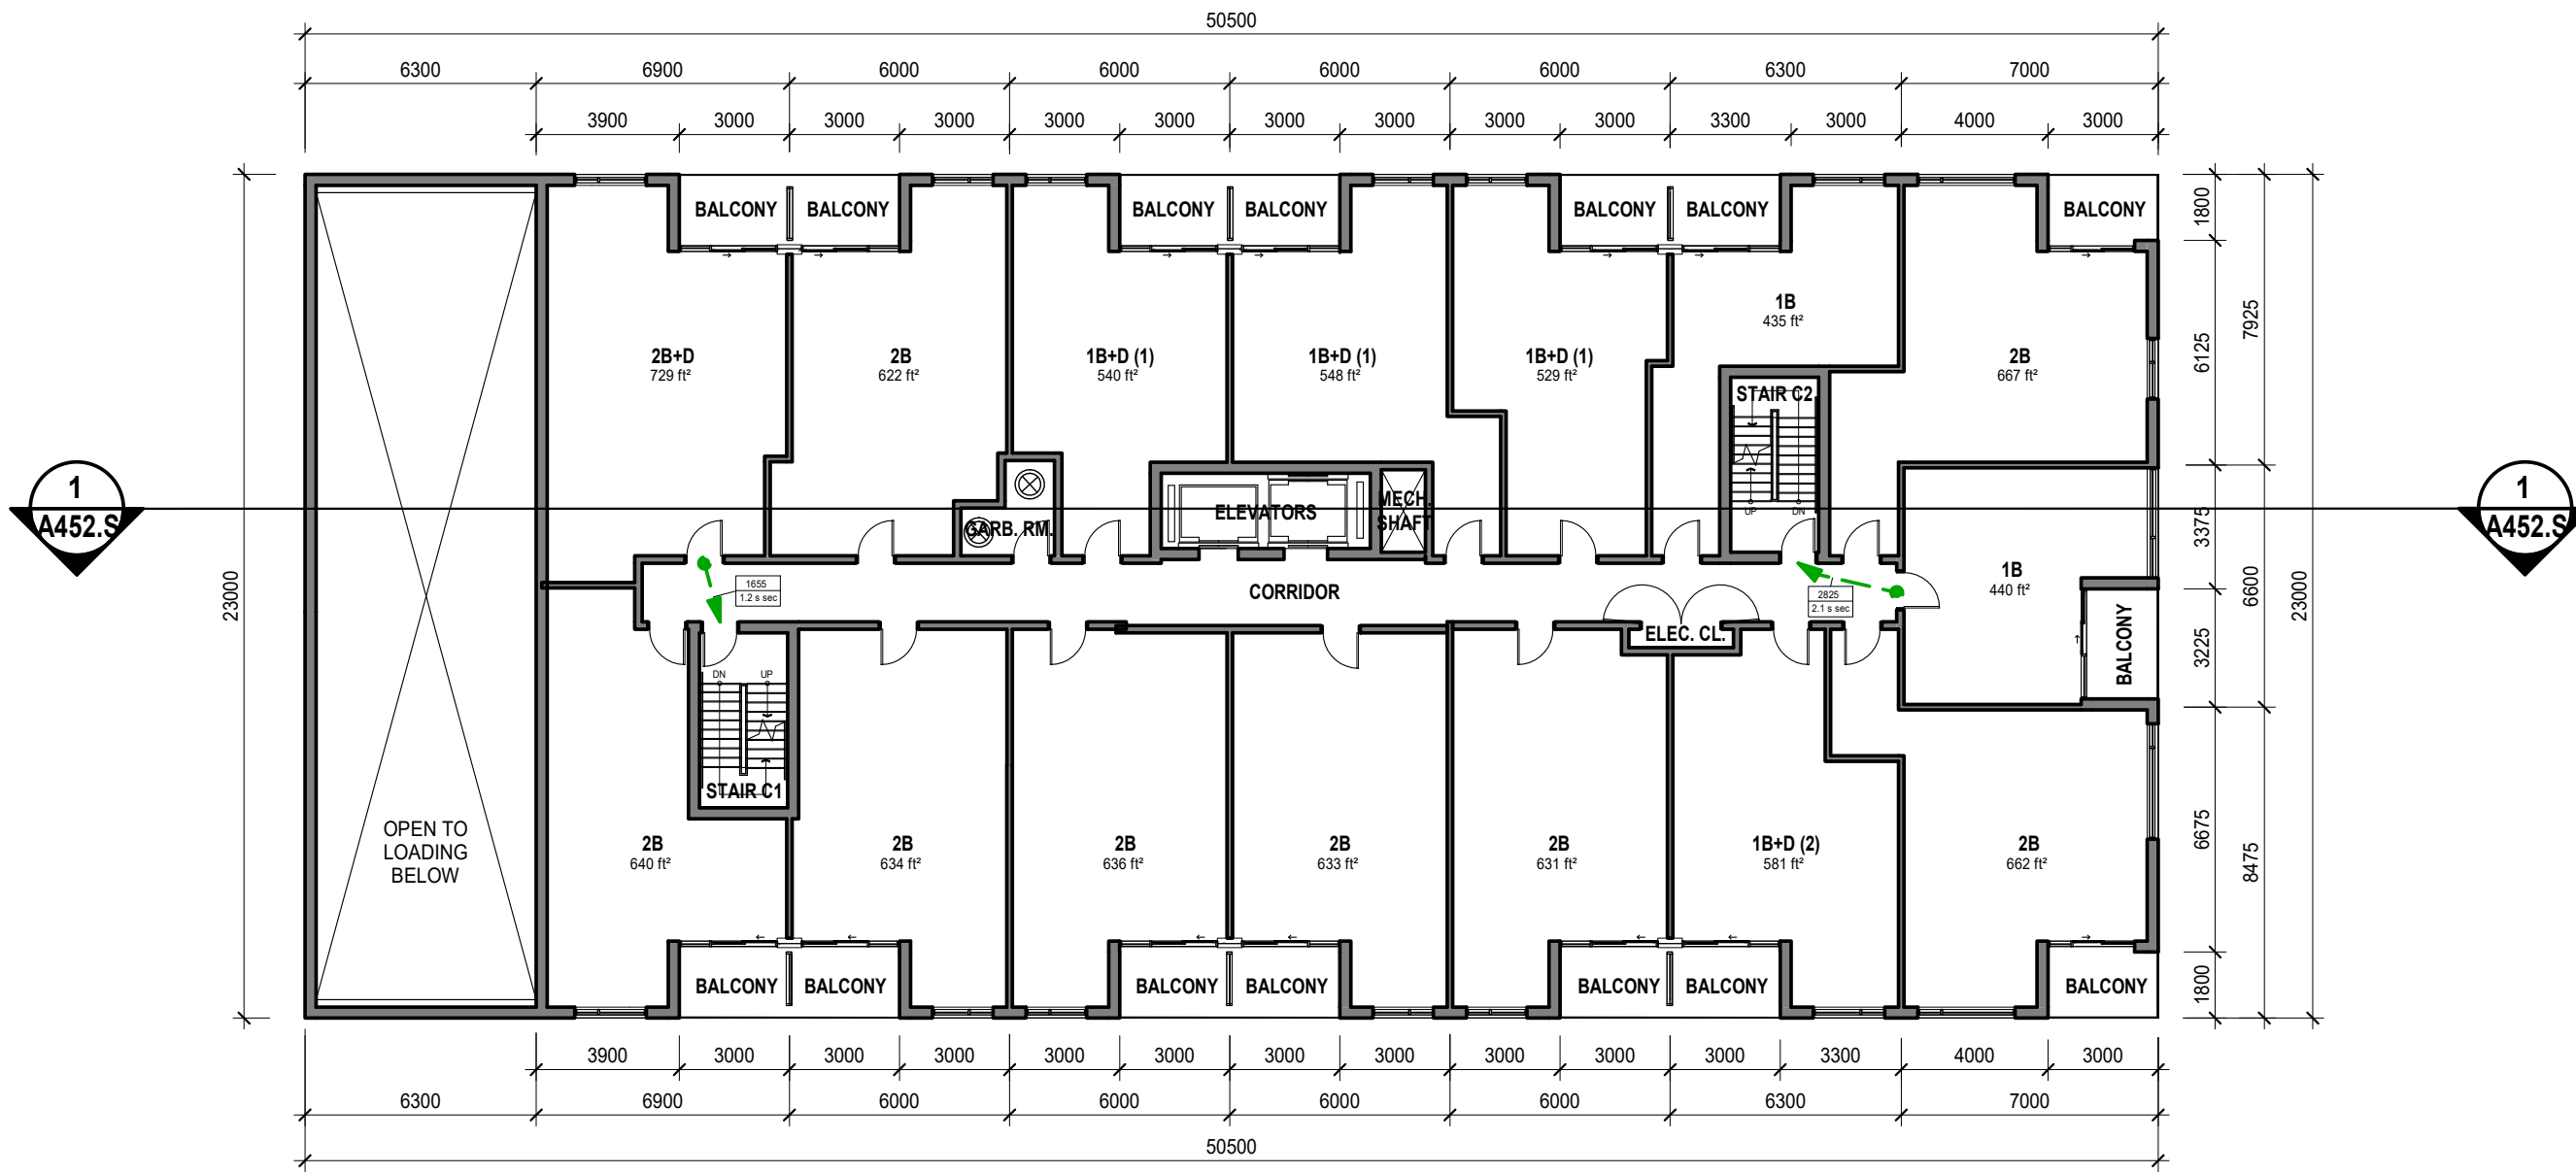 50500
6300 6900 6000 6000 6000 6000 6300 7000
3900 3000 3000 3000 3000 3000 3000 3000 3000 3000 3300 3000 4000 3000
BALCONY BALCONY BALCONY BALCONY BALCONY BALCONY BALCONY
1800
7925
6125
1B
435 ft²
2B+D
729 ft²
2B
622 ft²
1B+D (1)
540 ft²
1B+D (1)
548 ft²
1B+D (1)
529 ft²
2B
667 ft²
STAIR C2
UP DN
1
A452.S
ELEVATORS
MECH.
SHAFT
GARB. RM.
1
A452.S
3375
23000
1655
1.2 s sec
CORRIDOR
2825
2.1 s sec
1B
440 ft²
6600
23000
ELEC. CL.
BALCONY
3225
DN UP
STAIR C1
OPEN TO
LOADING
BELOW
2B
640 ft²
2B
634 ft²
2B
636 ft²
2B
633 ft²
2B
631 ft²
1B+D (2)
581 ft²
2B
662 ft²
6675
8475
BALCONY BALCONY BALCONY BALCONY BALCONY BALCONY BALCONY
1800
3900 3000 3000 3000 3000 3000 3000 3000 3000 3000 3000 3300 4000 3000
6300 6900 6000 6000 6000 6000 6300 7000
50500